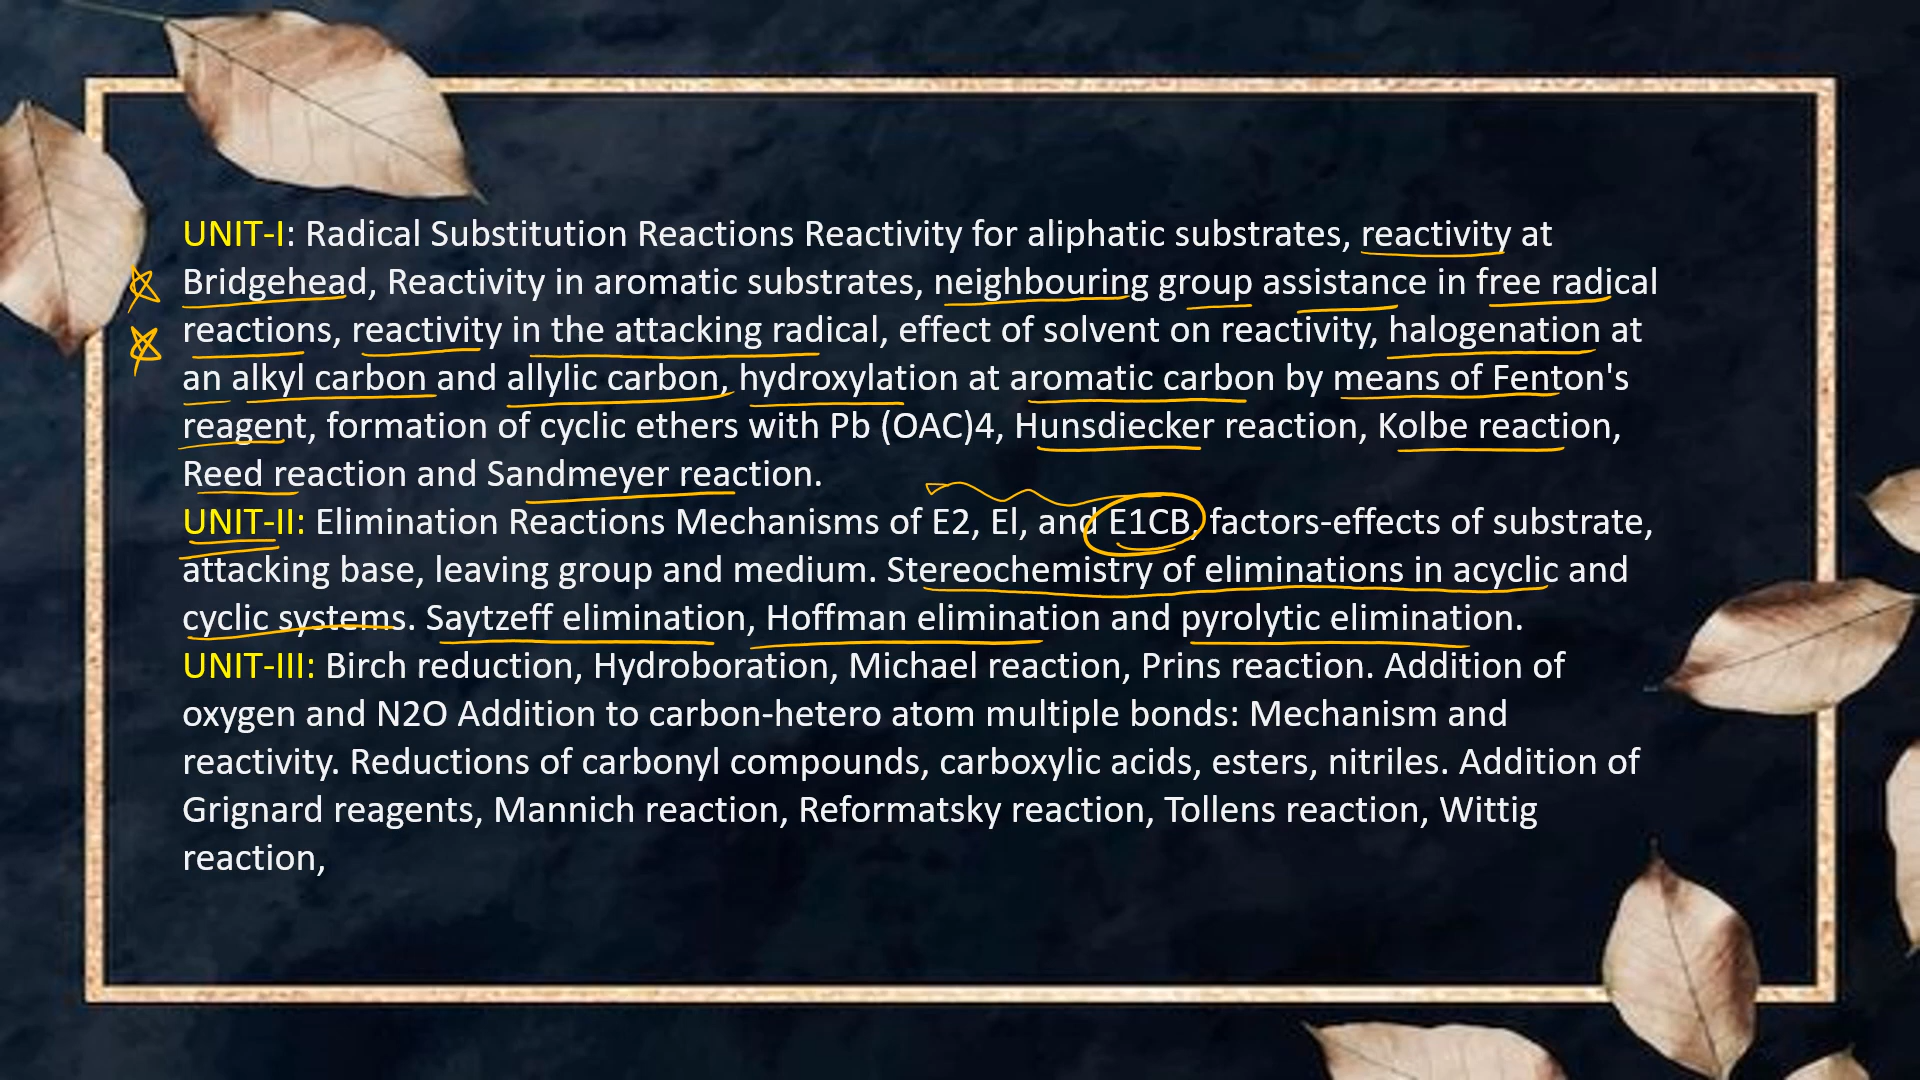 UNIT-I: Radical Substitution Reactions Reactivity for aliphatic substrates, reactivity at
Bridgehead, Reactivity in aromatic substrates, neighbouring group assistance in free radical
reactions, reactivity in the attacking radical, effect of solvent on reactivity, halogenation at
an alkyl carbon and allylic carbon, hydroxylation at aromatic carbon by means of Fenton's
reagent, formation of cyclic ethers with Pb (OAC)4, Hunsdiecker reaction, Kolbe reaction,
Reed reaction and Sandmeyer reaction.
UNIT-II: Elimination Reactions Mechanisms of E2, El, and E1CB, factors-effects of substrate,
attacking base, leaving group and medium. Stereochemistry of eliminations in acyclic and
cyclic systems. Saytzeff elimination, Hoffman elimination and pyrolytic elimination.
UNIT-III: Birch reduction, Hydroboration, Michael reaction, Prins reaction. Addition of
oxygen and N2O Addition to carbon-hetero atom multiple bonds: Mechanism and
reactivity. Reductions of carbonyl compounds, carboxylic acids, esters, nitriles. Addition of
Grignard reagents, Mannich reaction, Reformatsky reaction, Tollens reaction, Wittig
reaction,